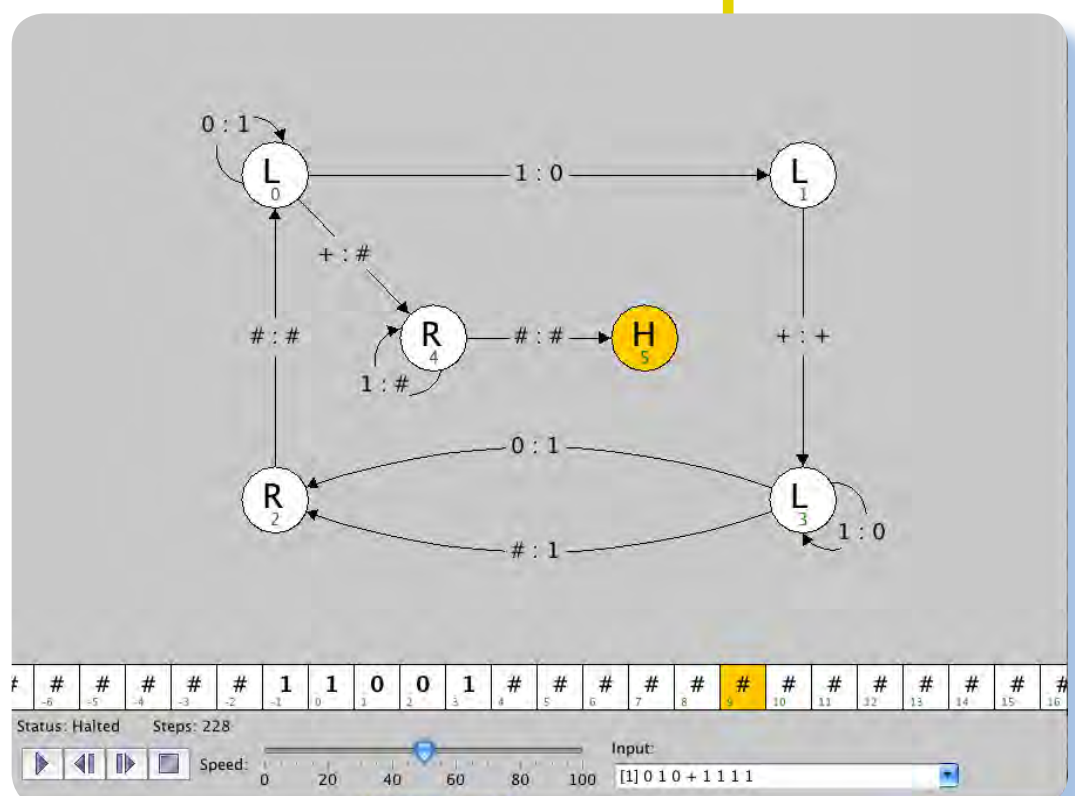 0 : 1
L
0
1 : 0
L
1
+ : #
# : #
R
4
# : #
H
5
+ : +
1 : #
0 : 1
R
2
L
3
1 : 0
# : 1
# # # # # # 1 1 0 0 1 # # # # # # # # # # # # #
-6 -5 -4 -3 -2 -1 0 1 2 3 4 5 6 7 8 9 10 11 12 13 14 15 16
Status: Halted Steps: 228
Speed:
0 20 40 60 80 100
Input:
[1] 0 1 0 + 1 1 1 1